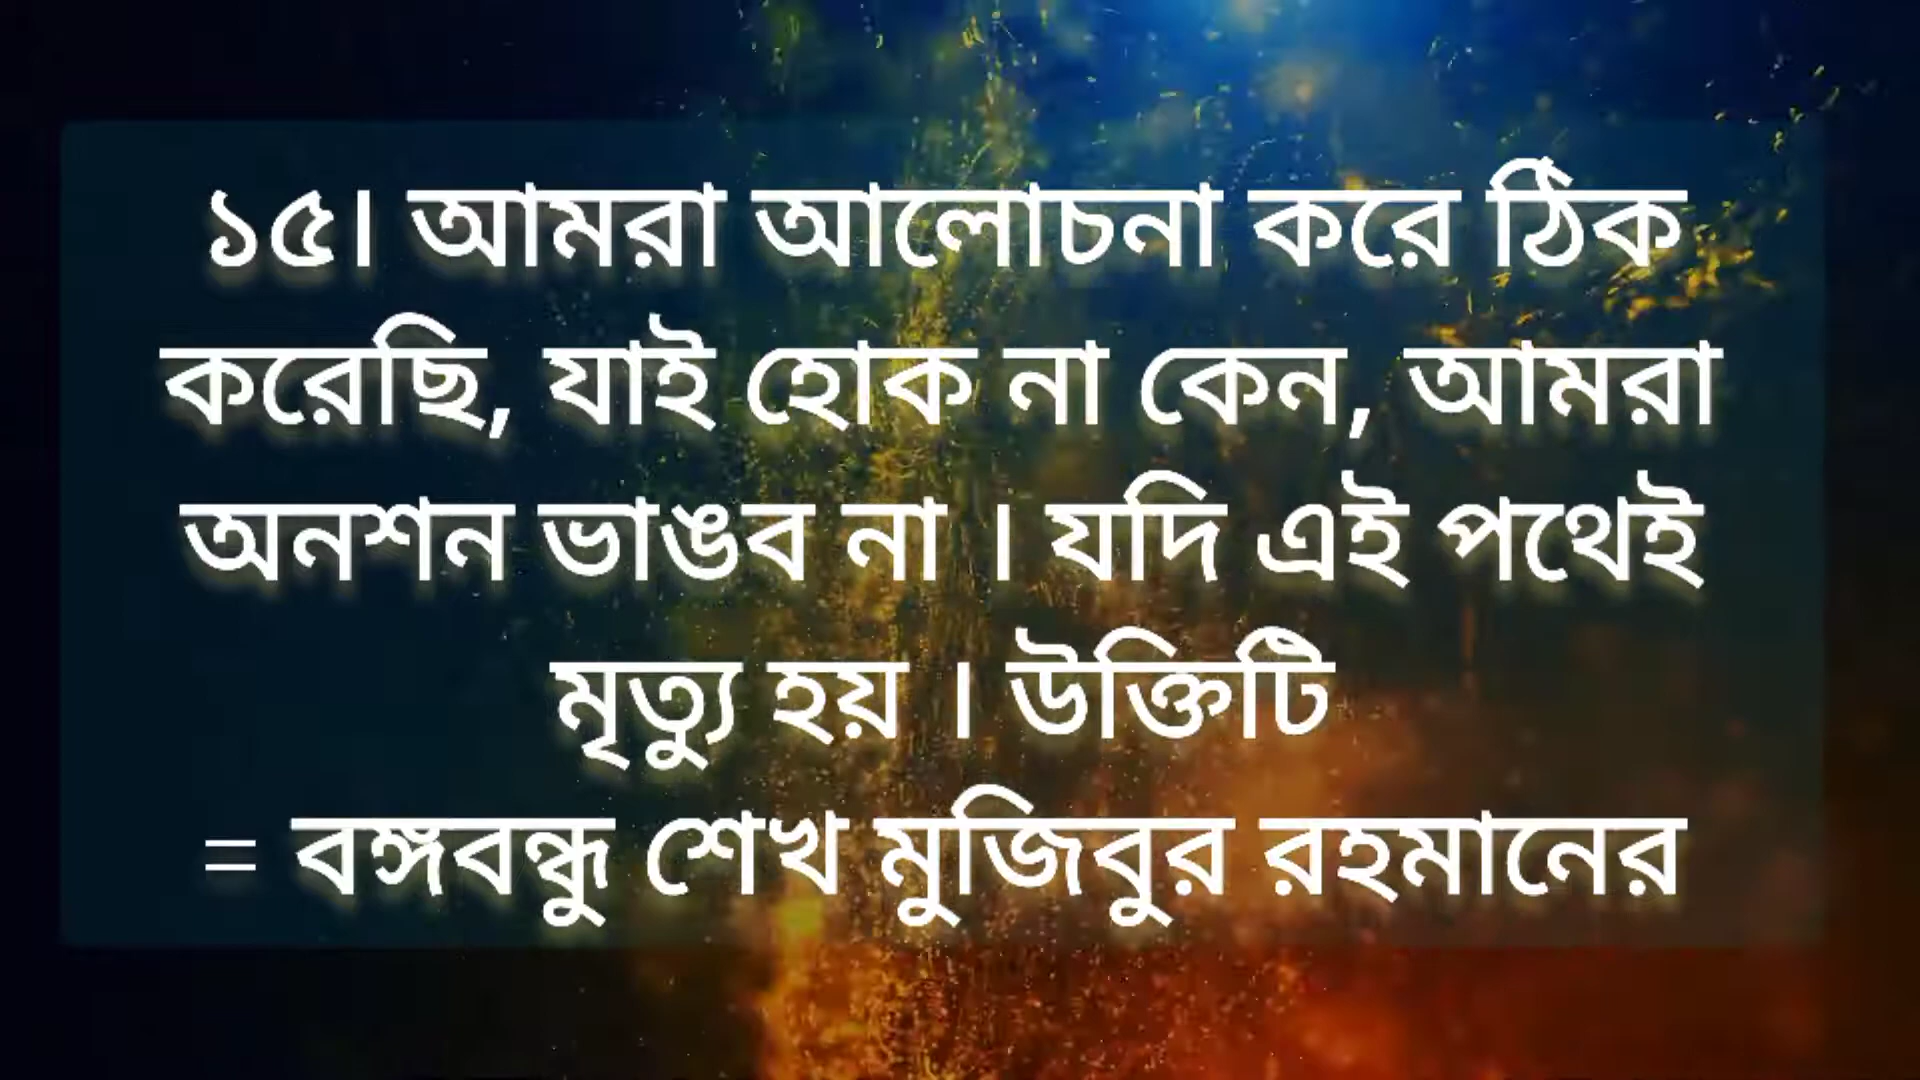 ১৫। আমরা আলোচনা করে ঠিক
করেছি, যাই হোক না কেন, আমরা
অনশন ভাঙব না । যদি এই পথেই
মৃত্যু হয় । উক্তিটি
= বঙ্গবন্ধু শেখ মুজিবুর রহমানের